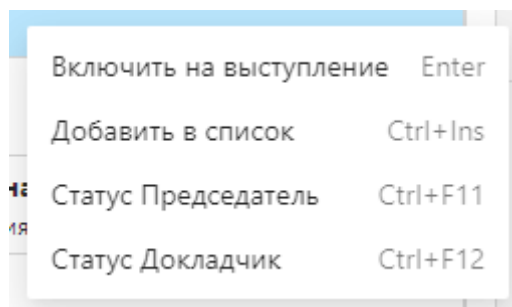 Включить на выступление Enter
Добавить в список Ctrl+Ins
Статус Председатель Ctrl+F11
Статус Докладчик Ctrl+F12